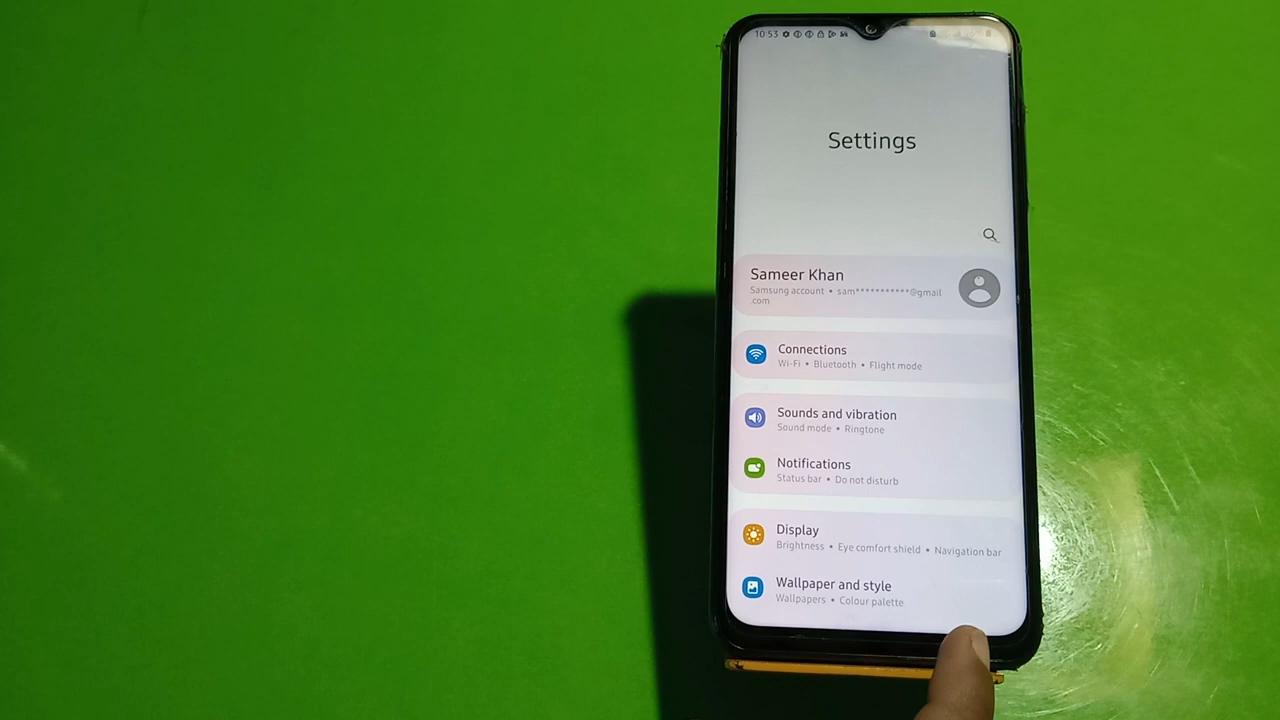 10:53
Settings
Sameer Khan
Samsung account • sam***********@gmail
.com
Connections
Wi-Fi • Bluetooth • Flight mode
Sounds and vibration
Sound mode • Ringtone
Notifications
Status bar • Do not disturb
Display
Brightness • Eye comfort shield • Navigation bar
Wallpaper and style
Wallpapers • Colour palette